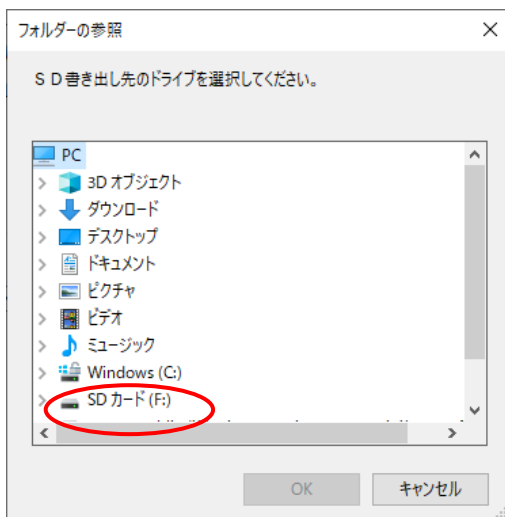 フォルダーの参照
ＳＤ書き出し先のドライブを選択してください。
PC
3D オブジェクト
ダウンロード
デスクトップ
ドキュメント
ピクチャ
ビデオ
ミュージック
Windows (C:)
SD カード (F:)
OK
キャンセル